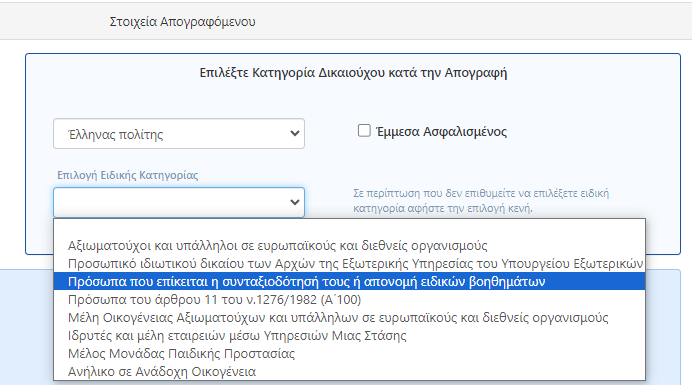 Στοιχεία Απογραφόμενου
Επιλέξτε Κατηγορία Δικαιούχου κατά την Απογραφή
Έλληνας πολίτης
Έμμεσα Ασφαλισμένος
Επιλογή Ειδικής Κατηγορίας
Σε περίπτωση που δεν επιθυμείτε να επιλέξετε ειδική
κατηγορία αφήστε την επιλογή κενή.
Αξιωματούχοι και υπάλληλοι σε ευρωπαϊκούς και διεθνείς οργανισμούς
Προσωπικό ιδιωτικού δικαίου των Αρχών της Εξωτερικής Υπηρεσίας του Υπουργείου Εξωτερικών
Πρόσωπα που επίκειται η συνταξιοδότησή τους ή απονομή ειδικών βοηθημάτων
Πρόσωπα του άρθρου 11 του ν.1276/1982 (Α΄100)
Μέλη Οικογένειας Αξιωματούχων και υπάλληλων σε ευρωπαϊκούς και διεθνείς οργανισμούς
Ιδρυτές και μέλη εταιρειών μέσω Υπηρεσιών Μιας Στάσης
Μέλος Μονάδας Παιδικής Προστασίας
Ανήλικο σε Ανάδοχη Οικογένεια